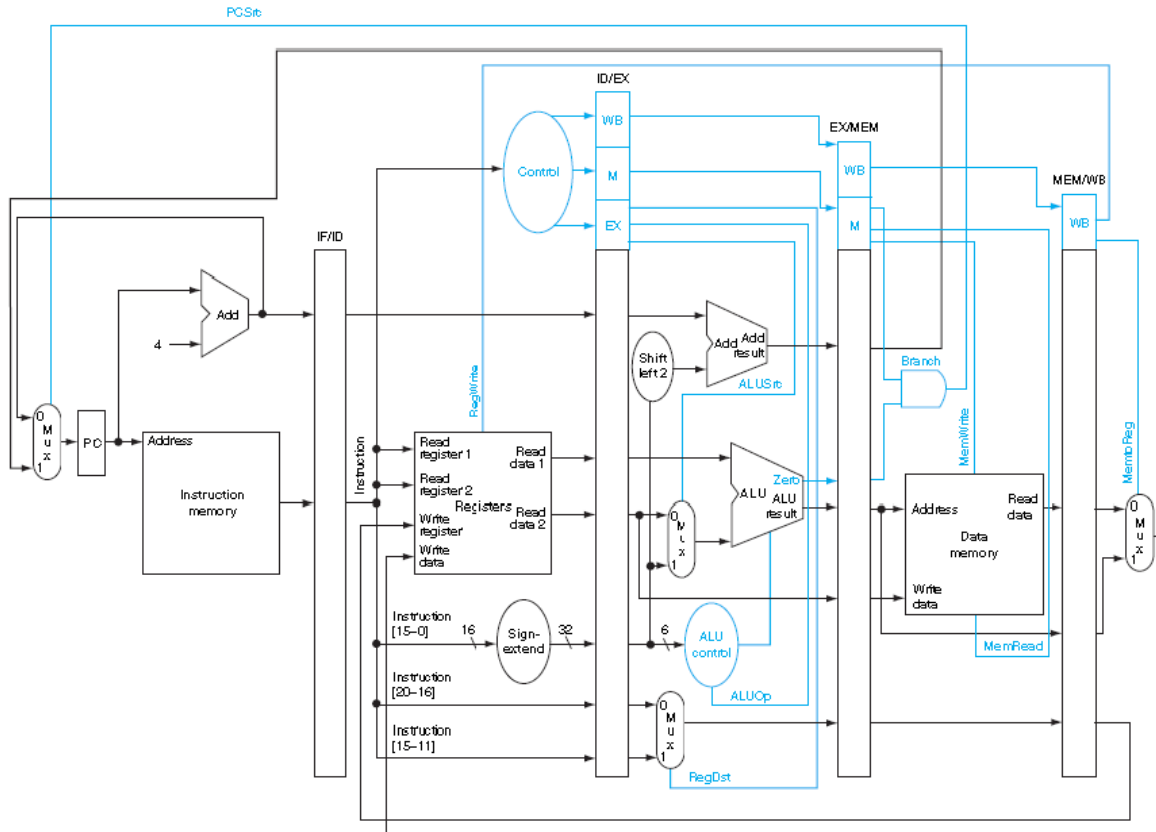 PCSrc
ID/EX
WB
EX/MEM
Control
M
WB
MEM/WB
EX
M
WB
IF/ID
Add
4
Add
Add
result
Shift
left 2
Branch
ALUSrc
RegWrite
MemWrite
MemtoReg
0
M
u
x
1
PC
Address
Instruction
memory
Instruction
Read
register 1
Read
register 2
Registers
Write
register
Write
data
Read
data 1
Read
data 2
0
M
u
x
1
Zero
ALU
ALU
result
Address
Read
data
Data
memory
Write
data
0
M
u
x
1
Instruction
[15–0]
16
Sign-
extend
32
6
ALU
control
MemRead
Instruction
[20–16]
ALUOp
0
M
u
x
1
Instruction
[15–11]
RegDst